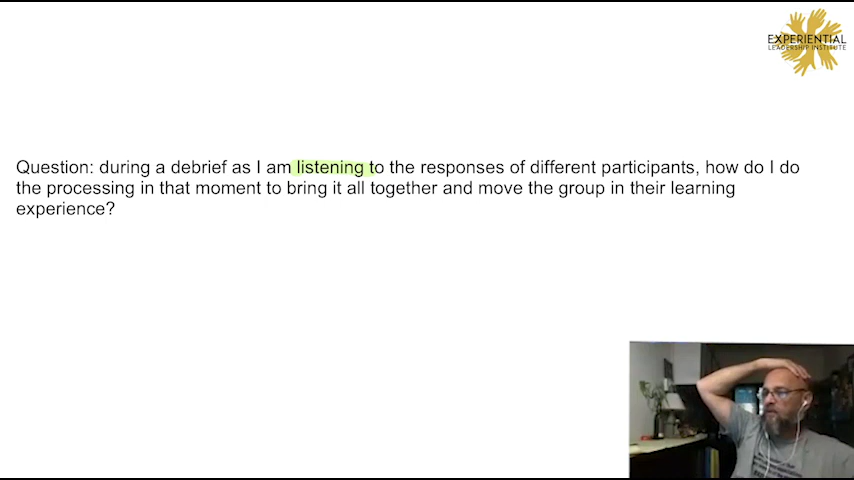 EXPERIENTIAL
LEADERSHIP INSTITUTE
Question: during a debrief as I am listening to the responses of different participants, how do I do
the processing in that moment to bring it all together and move the group in their learning
experience?